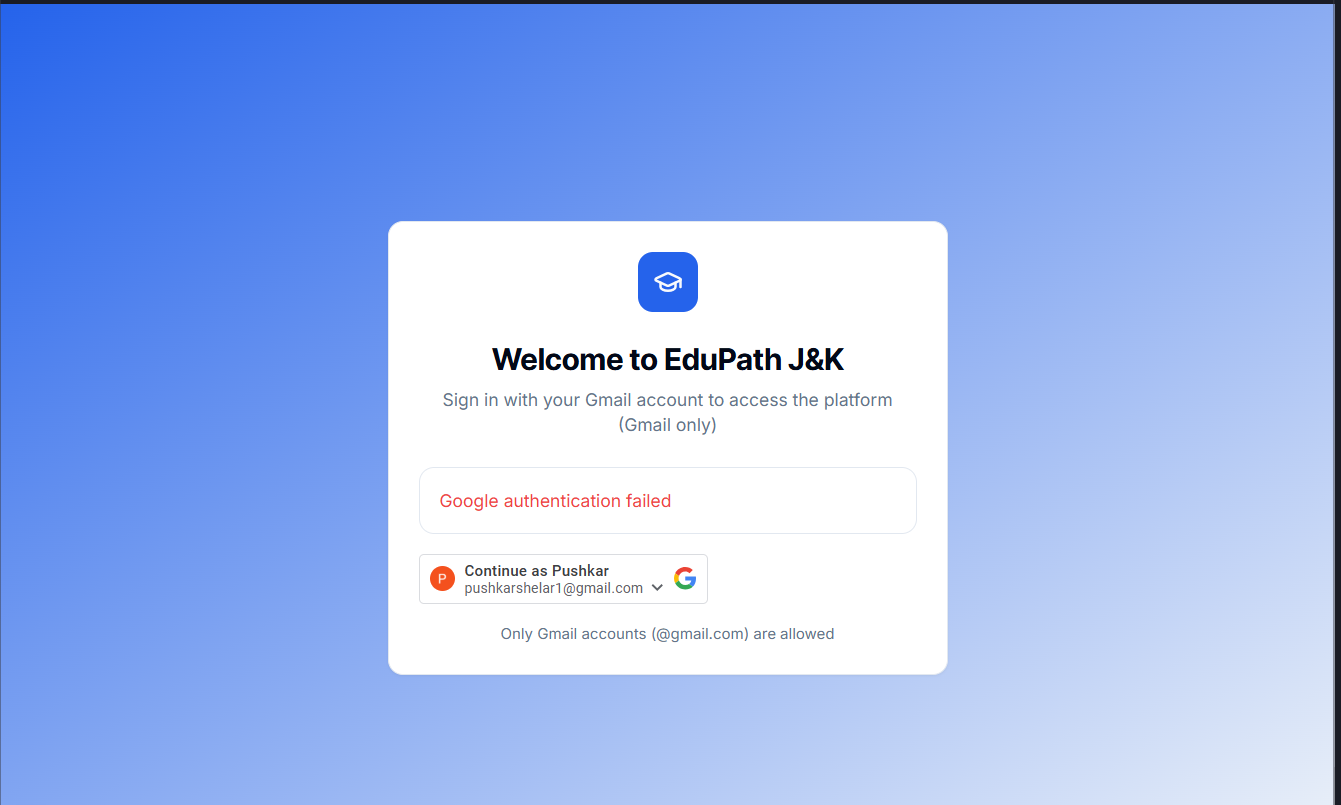 Welcome to EduPath J&K
Sign in with your Gmail account to access the platform
(Gmail only)
Google authentication failed
P
Continue as Pushkar
pushkarshelar1@gmail.com
Only Gmail accounts (@gmail.com) are allowed